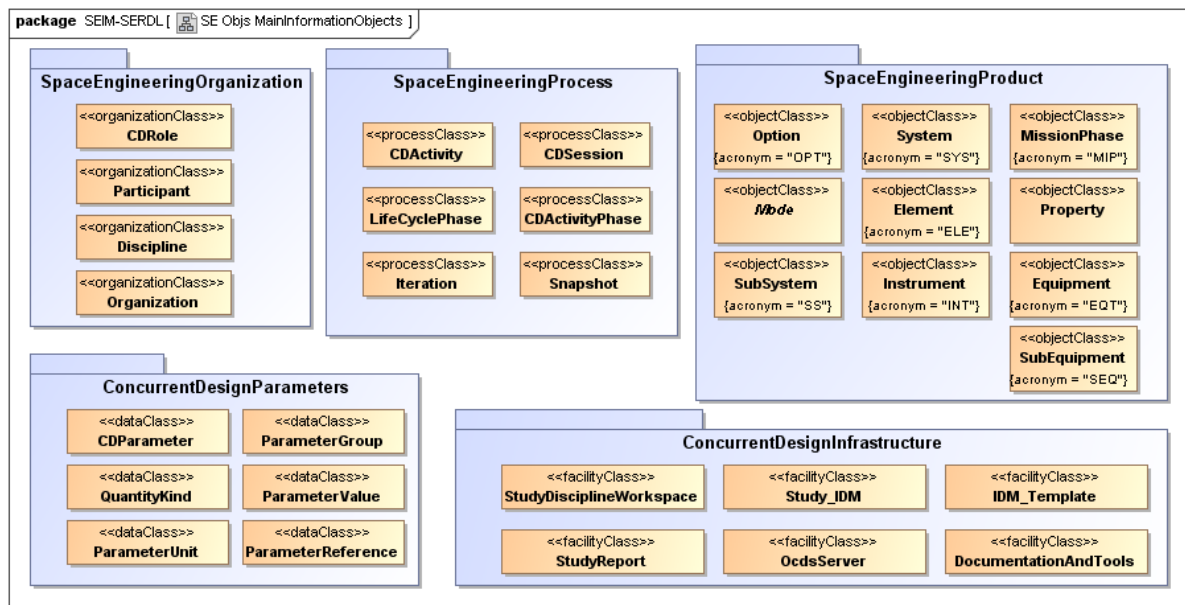 package SEIM-SERDL [ SE Objs MainInformationObjects ]
SpaceEngineeringOrganization
<<organizationClass>>
CDRole
<<organizationClass>>
Participant
<<organizationClass>>
Discipline
<<organizationClass>>
Organization
SpaceEngineeringProcess
<<processClass>>
CDActivity
<<processClass>>
CDSession
<<processClass>>
LifeCyclePhase
<<processClass>>
CDActivityPhase
<<processClass>>
Iteration
<<processClass>>
Snapshot
SpaceEngineeringProduct
<<objectClass>>
Option
{acronym = "OPT"}
<<objectClass>>
System
{acronym = "SYS"}
<<objectClass>>
MissionPhase
{acronym = "MIP"}
<<objectClass>>
Mode
<<objectClass>>
Element
{acronym = "ELE"}
<<objectClass>>
Property
<<objectClass>>
SubSystem
{acronym = "SS"}
<<objectClass>>
Instrument
{acronym = "INT"}
<<objectClass>>
Equipment
{acronym = "EQT"}
<<objectClass>>
SubEquipment
{acronym = "SEQ"}
ConcurrentDesignParameters
<<dataClass>>
CDParameter
<<dataClass>>
ParameterGroup
<<dataClass>>
QuantityKind
<<dataClass>>
ParameterValue
<<dataClass>>
ParameterUnit
<<dataClass>>
ParameterReference
ConcurrentDesignInfrastructure
<<facilityClass>>
StudyDisciplineWorkspace
<<facilityClass>>
Study_IDM
<<facilityClass>>
IDM_Template
<<facilityClass>>
StudyReport
<<facilityClass>>
OcdsServer
<<facilityClass>>
DocumentationAndTools